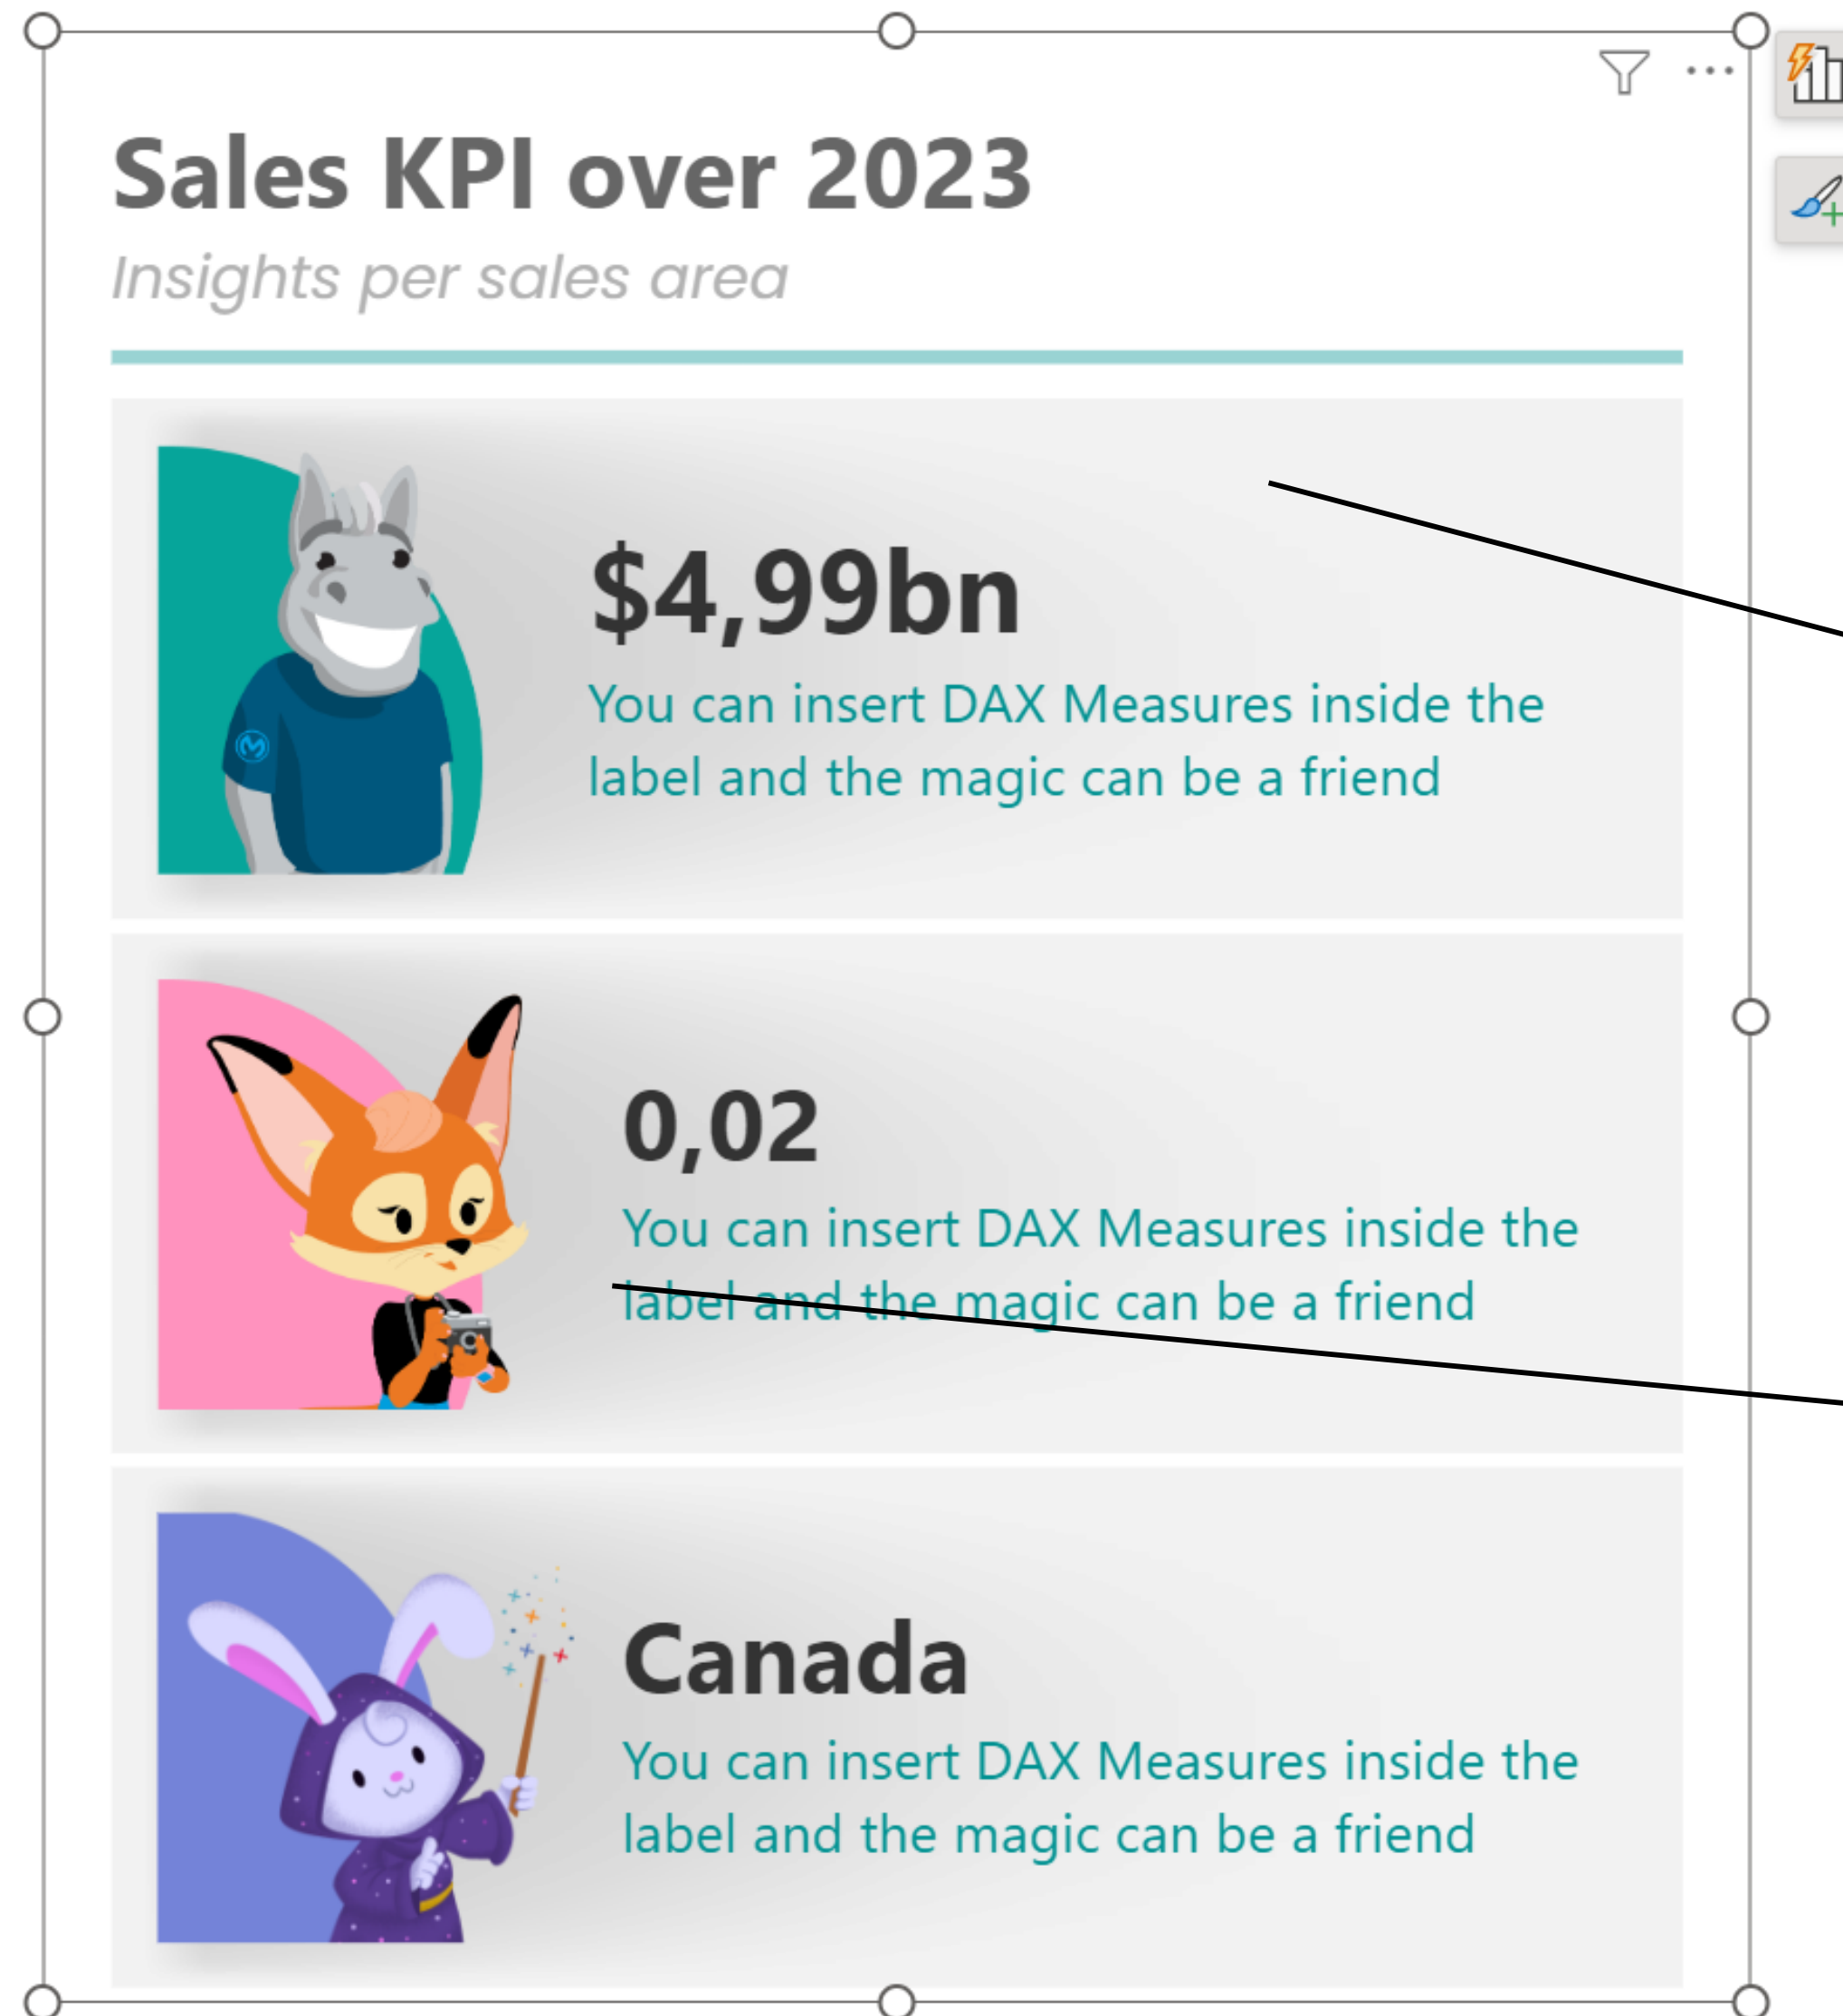 Sales KPI over 2023
Insights per sales area
$4,99bn
You can insert DAX Measures inside the
label and the magic can be a friend
0,02
You can insert DAX Measures inside the
label and the magic can be a friend
Canada
You can insert DAX Measures inside the
label and the magic can be a friend